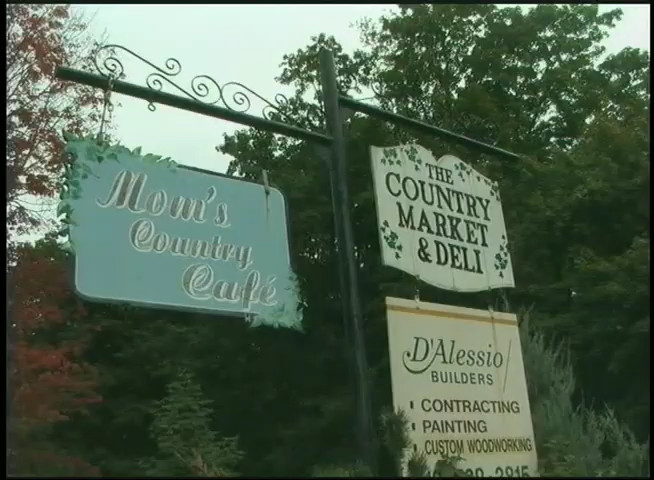 Mom's
Country
Café
THE
COUNTRY
MARKET
& DELI
D'Alessio
BUILDERS
CONTRACTING
PAINTING
CUSTOM WOODWORKING